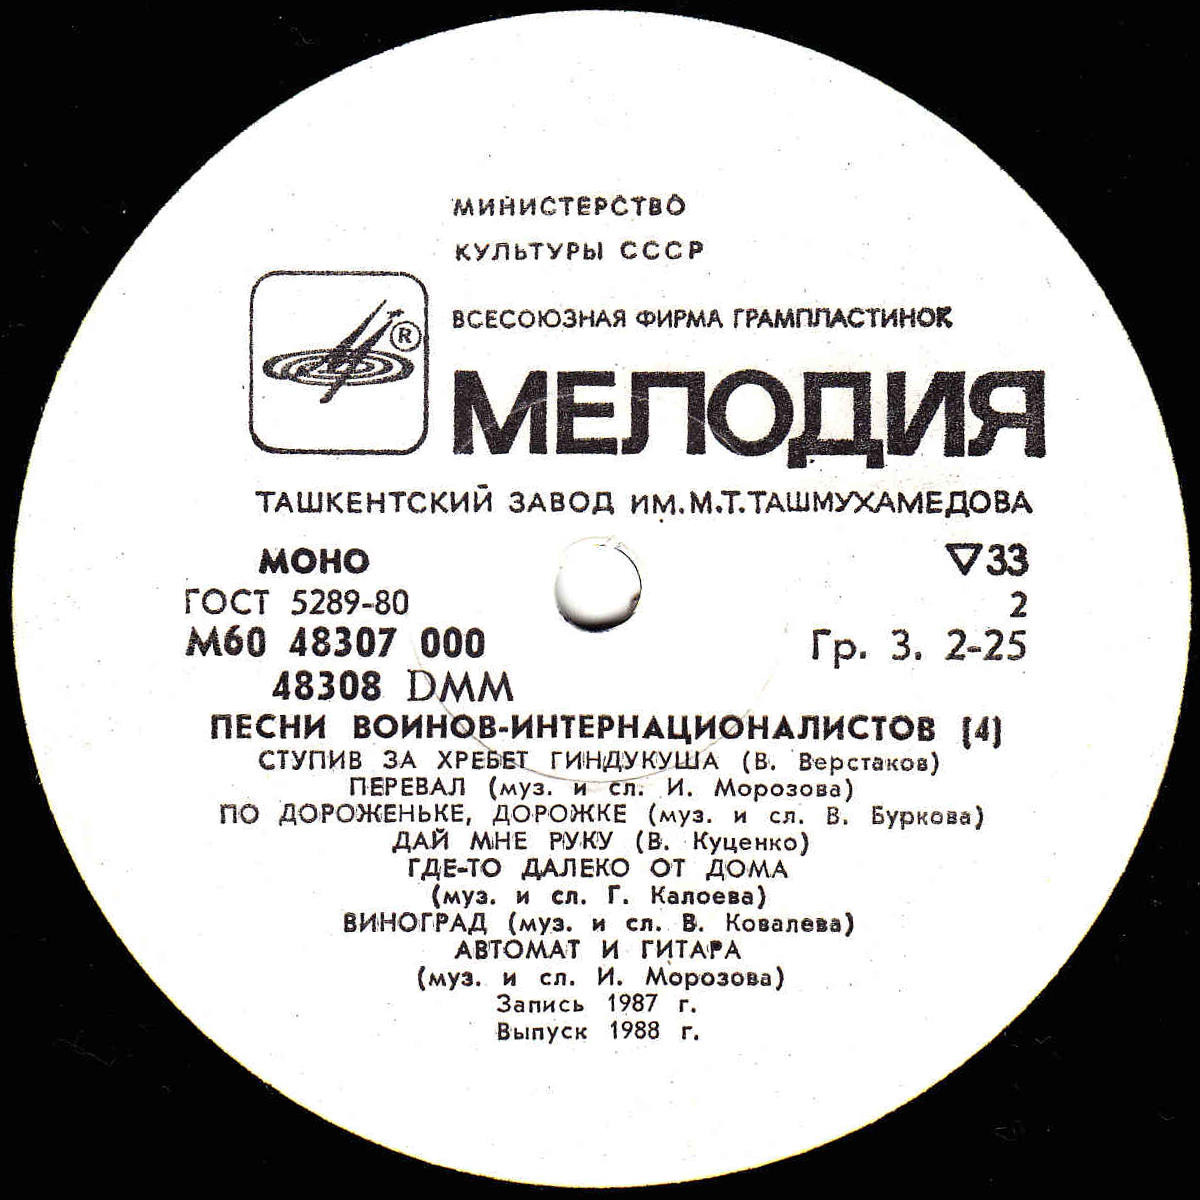 МИНИСТЕРСТВО
КУЛЬТУРЫ СССР
®
ВСЕСОЮЗНАЯ ФИРМА ГРАМПЛАСТИНОК
МЕЛОДИЯ
ТАШКЕНТСКИЙ ЗАВОД ИМ. М.Т. ТАШМУХАМЕДОВА
МОНО ▽33
ГОСТ 5289-80 2
М60 48307 000 Гр. 3. 2-25
48308 DMM
ПЕСНИ ВОИНОВ-ИНТЕРНАЦИОНАЛИСТОВ (4)
СТУПИВ ЗА ХРЕБЕТ ГИНДУКУША (В. Верстаков)
ПЕРЕВАЛ (муз. и сл. И. Морозова)
ПО ДОРОЖЕНЬКЕ, ДОРОЖКЕ (муз. и сл. В. Буркова)
ДАЙ МНЕ РУКУ (В. Куценко)
ГДЕ-ТО ДАЛЕКО ОТ ДОМА
(муз. и сл. Г. Калоева)
ВИНОГРАД (муз. и сл. В. Ковалева)
АВТОМАТ И ГИТАРА
(муз. и сл. И. Морозова)
Запись 1987 г.
Выпуск 1988 г.